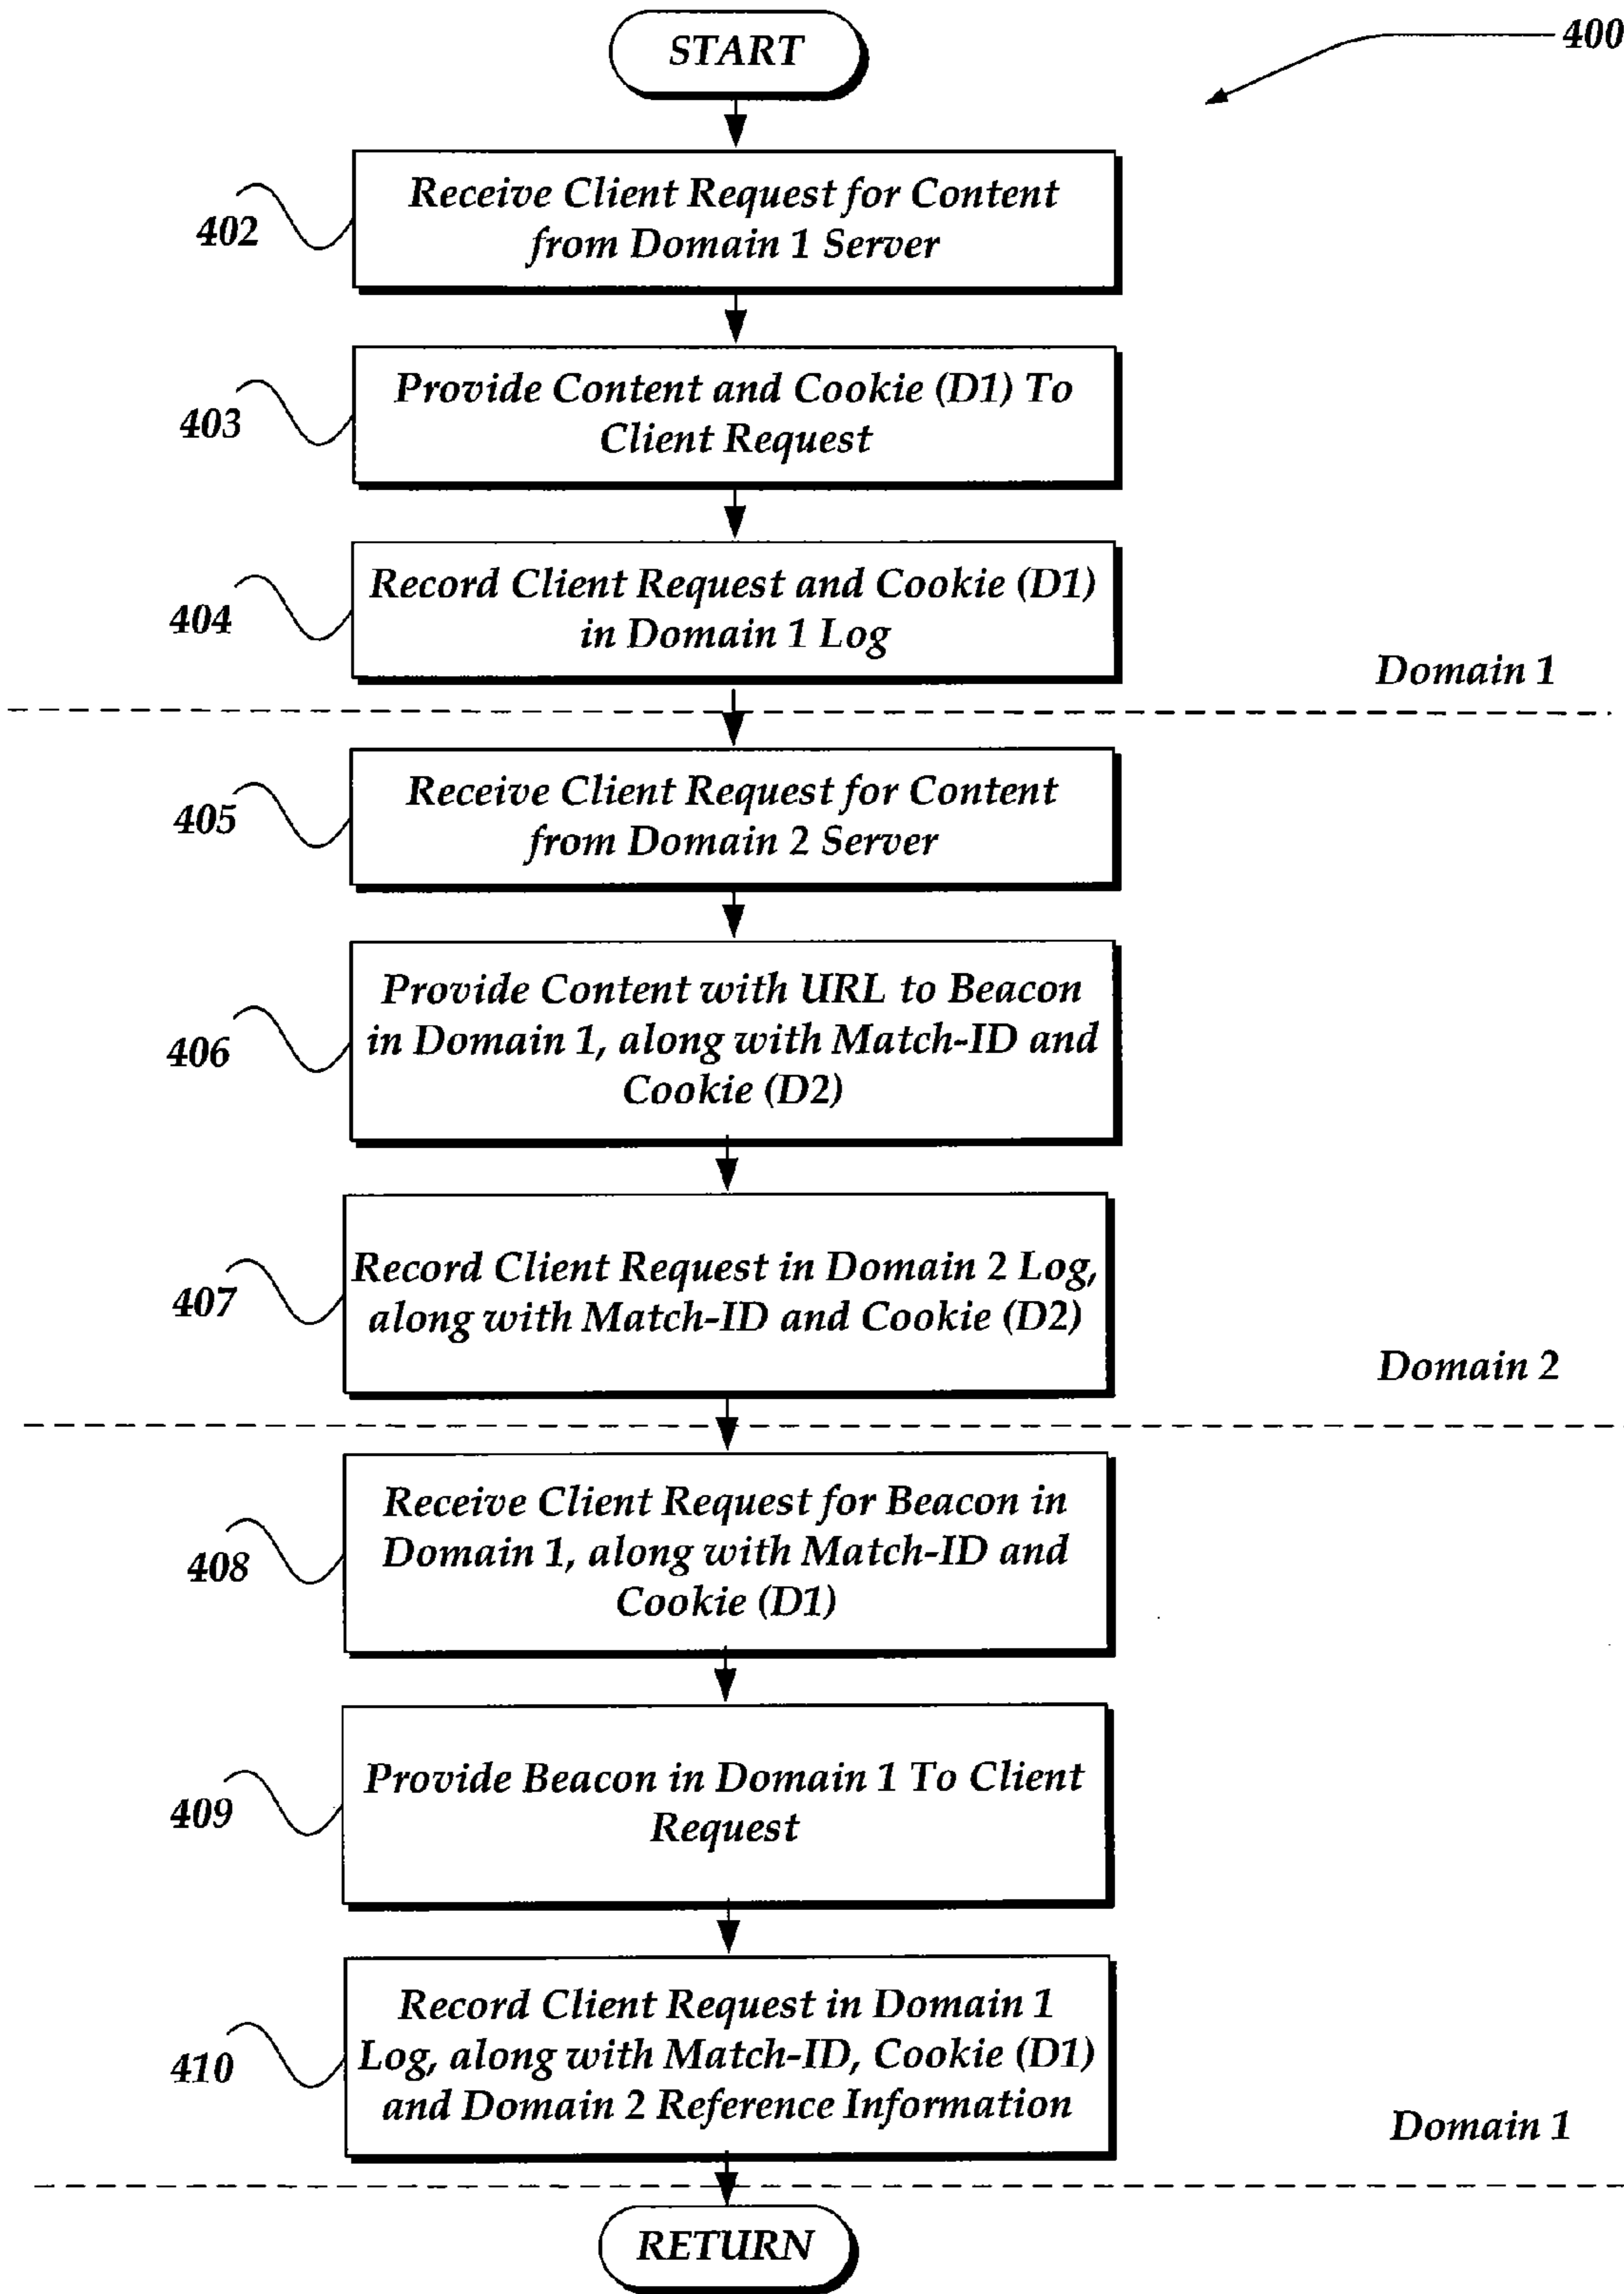 START
400
402
Receive Client Request for Content
from Domain 1 Server
403
Provide Content and Cookie (D1) To
Client Request
404
Record Client Request and Cookie (D1)
in Domain 1 Log
Domain 1
405
Receive Client Request for Content
from Domain 2 Server
406
Provide Content with URL to Beacon
in Domain 1, along with Match-ID and
Cookie (D2)
407
Record Client Request in Domain 2 Log,
along with Match-ID and Cookie (D2)
Domain 2
408
Receive Client Request for Beacon in
Domain 1, along with Match-ID and
Cookie (D1)
409
Provide Beacon in Domain 1 To Client
Request
410
Record Client Request in Domain 1
Log, along with Match-ID, Cookie (D1)
and Domain 2 Reference Information
Domain 1
RETURN